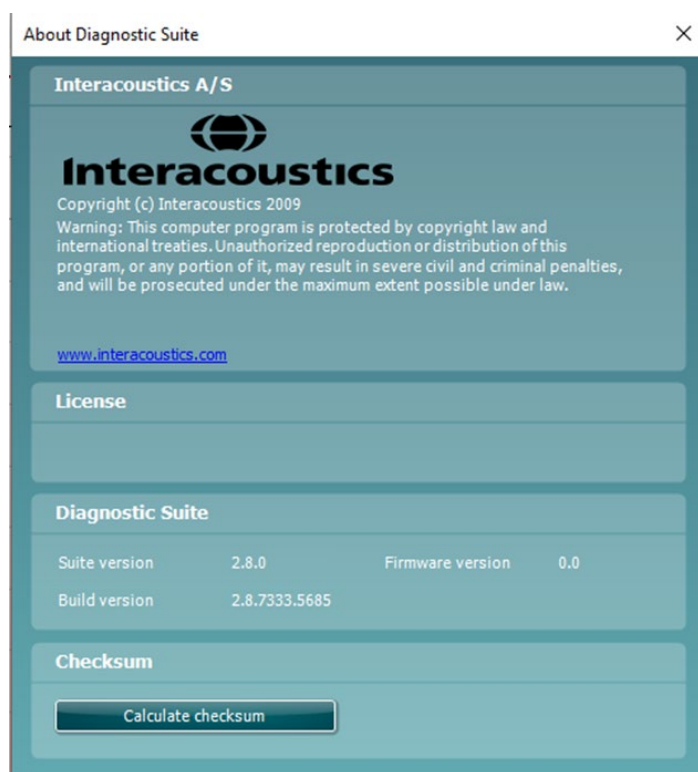 About Diagnostic Suite
Interacoustics A/S
Interacoustics
Copyright (c) Interacoustics 2009
Warning: This computer program is protected by copyright law and
international treaties. Unauthorized reproduction or distribution of this
program, or any portion of it, may result in severe civil and criminal penalties,
and will be prosecuted under the maximum extent possible under law.
www.interacoustics.com
License
Diagnostic Suite
Suite version 2.8.0 Firmware version 0.0
Build version 2.8.7333.5685
Checksum
Calculate checksum